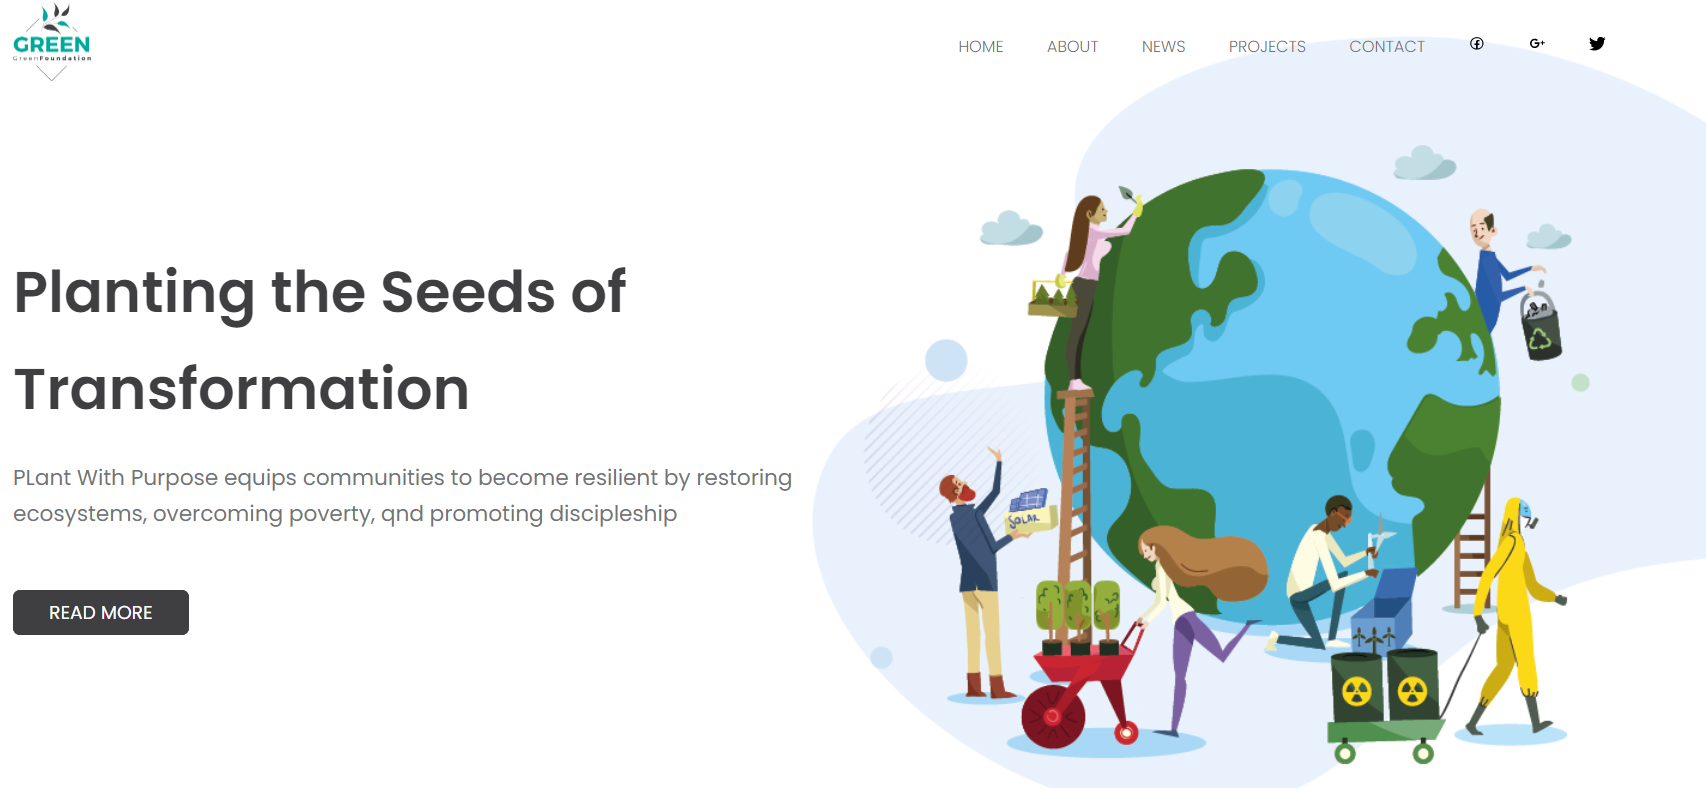 GREEN
GreenFoundation
HOME ABOUT NEWS PROJECTS CONTACT G+
Planting the Seeds of
Transformation
PLant With Purpose equips communities to become resilient by restoring
ecosystems, overcoming poverty, qnd promoting discipleship
READ MORE
SOLAR